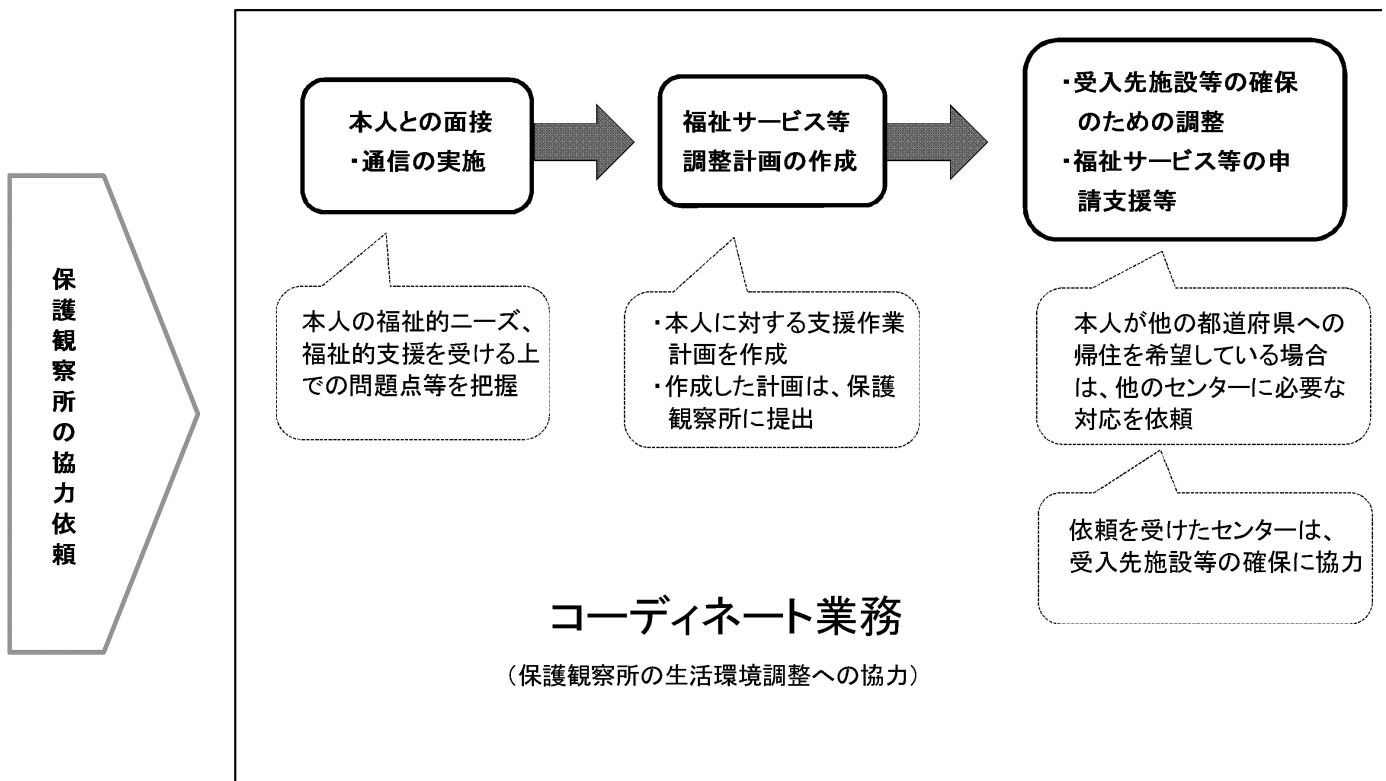 保護観察所の協力依頼
本人との面接
・通信の実施
福祉サービス等
調整計画の作成
・受入先施設等の確保
のための調整
・福祉サービス等の申
請支援等
本人の福祉的ニーズ、
福祉的支援を受ける上
での問題点等を把握
・本人に対する支援作業
計画を作成
・作成した計画は、保護
観察所に提出
本人が他の都道府県への
帰住を希望している場合
は、他のセンターに必要な
対応を依頼
依頼を受けたセンターは、
受入先施設等の確保に協力
コーディネート業務
（保護観察所の生活環境調整への協力）